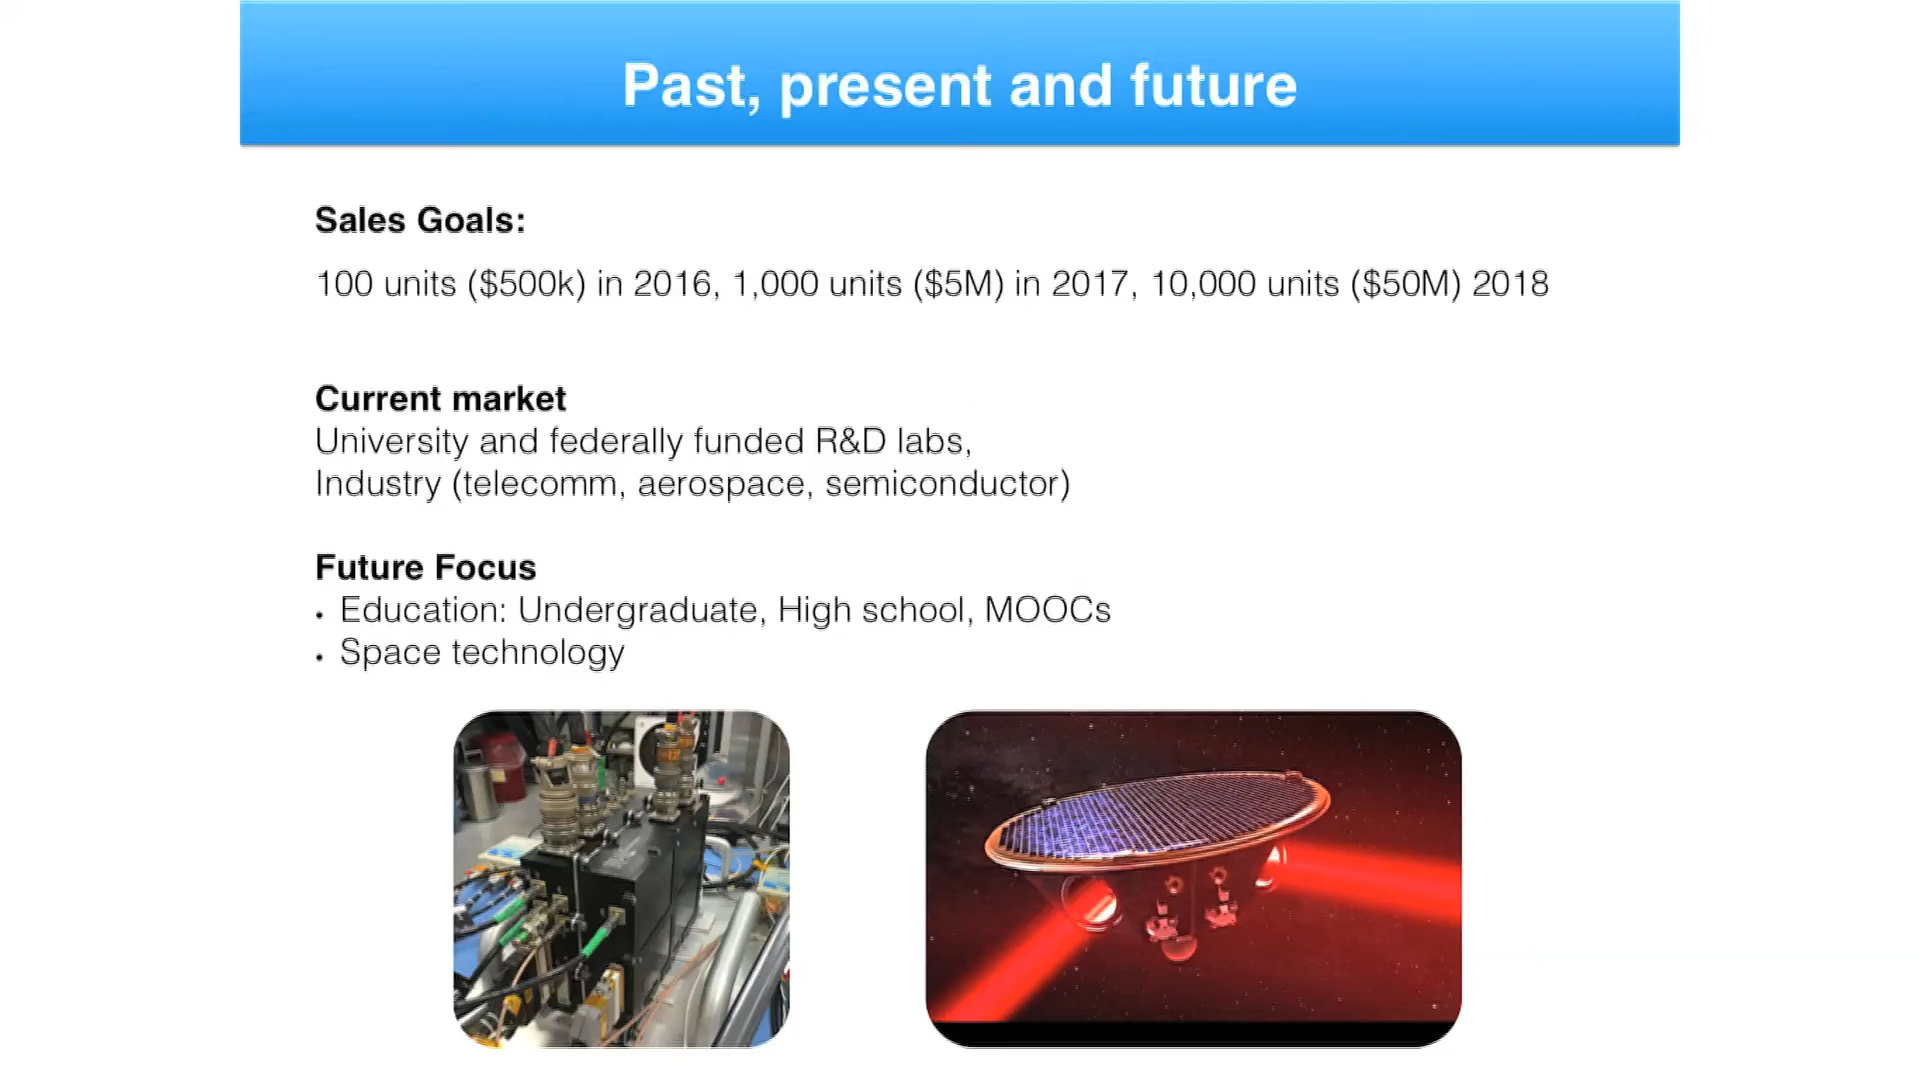 Past, present and future
Sales Goals:
100 units ($500k) in 2016, 1,000 units ($5M) in 2017, 10,000 units ($50M) 2018
Current market
University and federally funded R&D labs,
Industry (telecomm, aerospace, semiconductor)
Future Focus
• Education: Undergraduate, High school, MOOCs
• Space technology